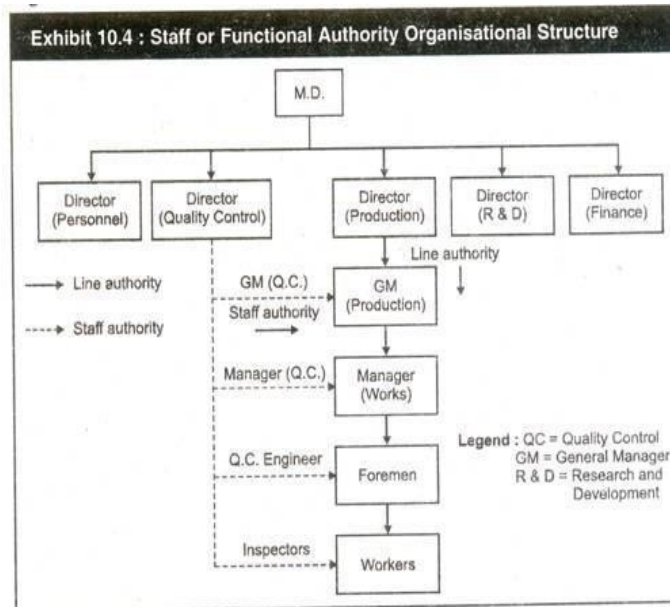 Exhibit 10.4 : Staff or Functional Authority Organisational Structure
M.D.
Director
(Personnel)
Director
(Quality Control)
Director
(Production)
Director
(R & D)
Director
(Finance)
Line authority
Line authority
Staff authority
GM (Q.C.)
Staff authority
GM
(Production)
Manager (Q.C.)
Manager
(Works)
Q.C. Engineer
Foremen
Inspectors
Workers
Legend : QC = Quality Control
GM = General Manager
R & D = Research and
Development